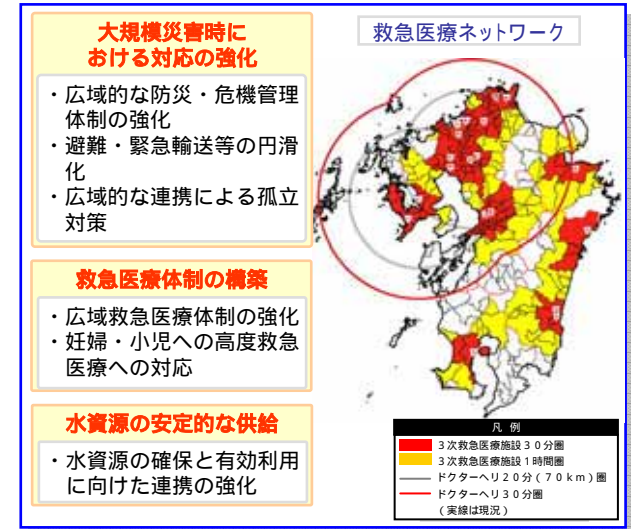 大規模災害時に
おける対応の強化
・広域的な防災・危機管理
体制の強化
・避難・緊急輸送等の円滑
化
・広域的な連携による孤立
対策
救急医療体制の構築
・広域救急医療体制の強化
・妊婦・小児への高度救急
医療への対応
水資源の安定的な供給
・水資源の確保と有効利用
に向けた連携の強化
救急医療ネットワーク
凡 例
3次救急医療施設30分圏
3次救急医療施設1時間圏
ドクターヘリ20分(70km)圏
ドクターヘリ30分圏
(実線は現況)